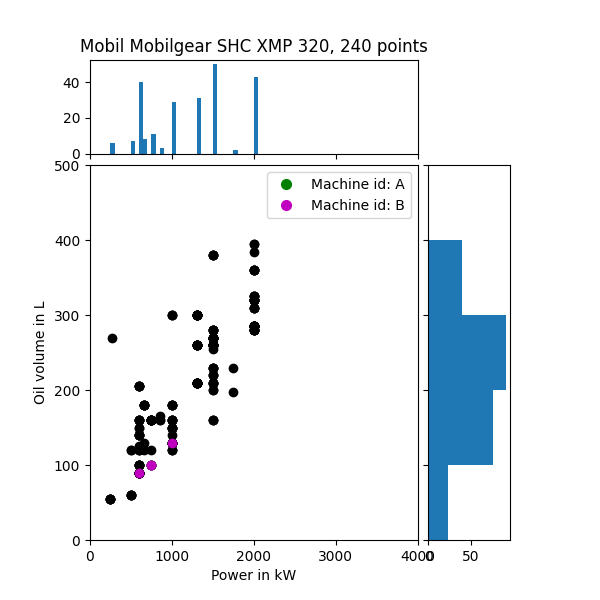 Mobil Mobilgear SHC XMP 320, 240 points
40
20
0
500
400
300
200
100
0
Oil volume in L
Machine id: A
Machine id: B
0 1000 2000 3000 4000
0 50
Power in kW